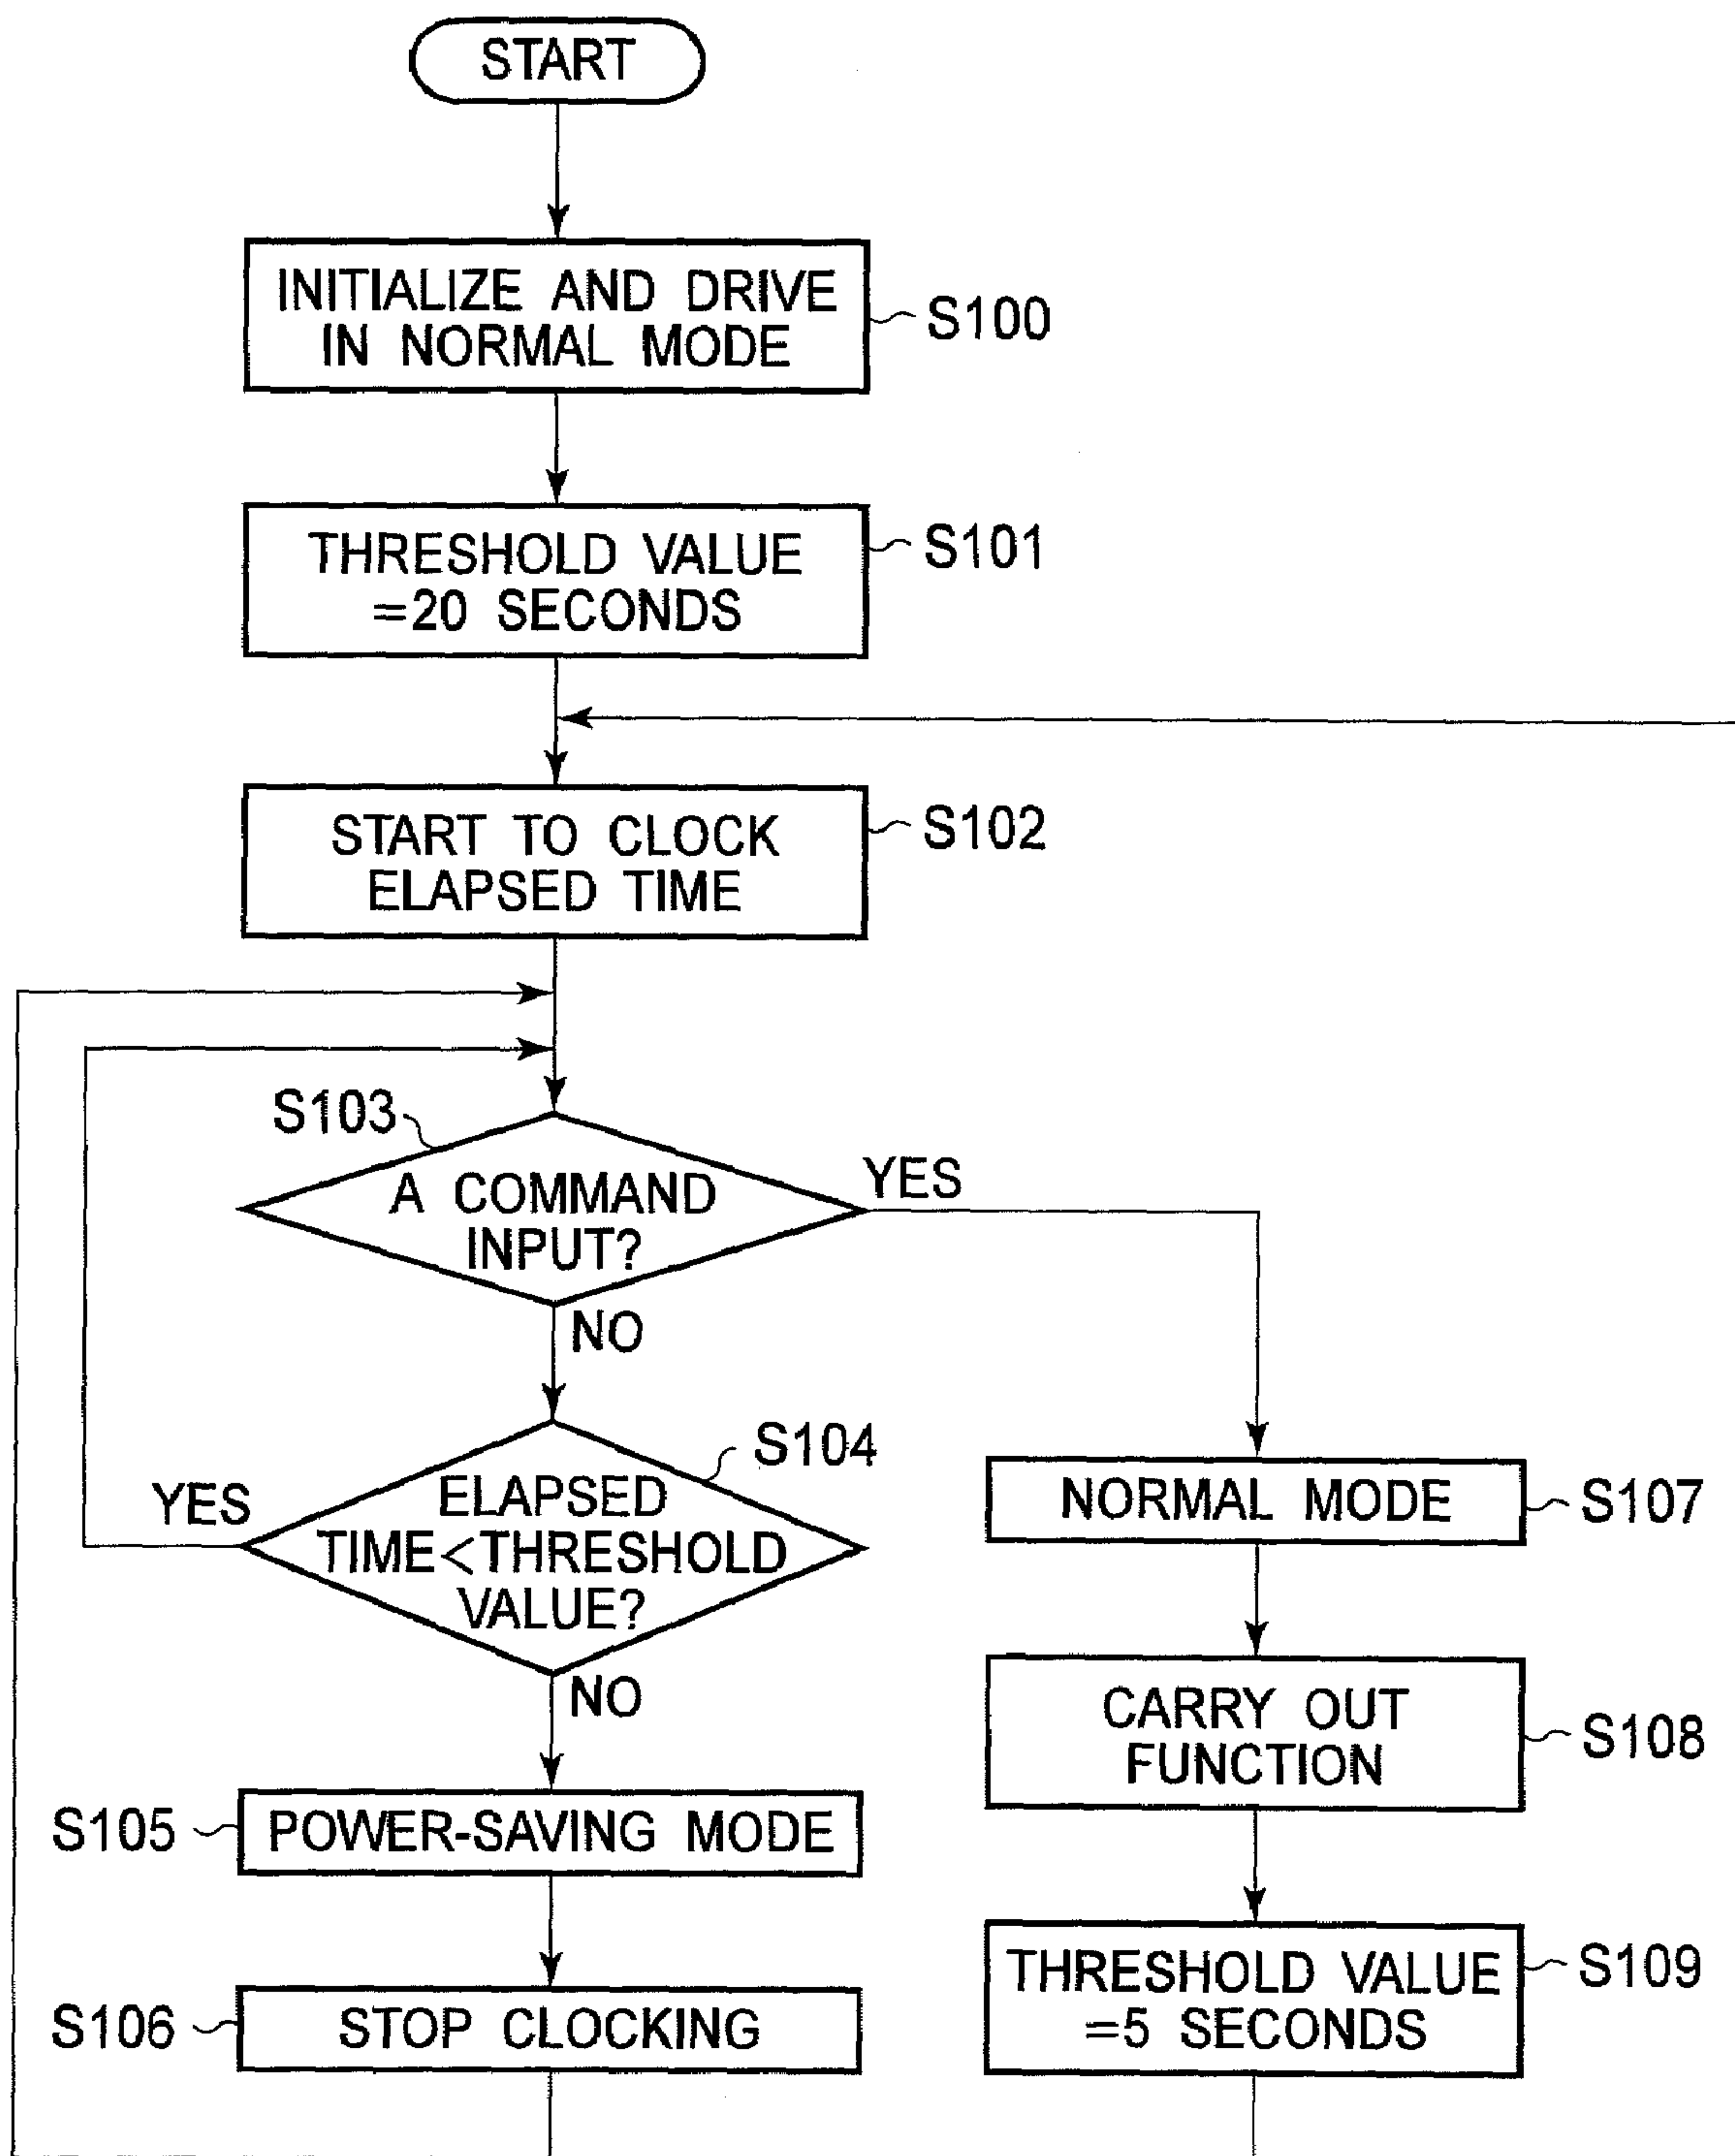 START
INITIALIZE AND DRIVE
IN NORMAL MODE
S100
THRESHOLD VALUE
=20 SECONDS
S101
START TO CLOCK
ELAPSED TIME
S102
S103
A COMMAND
INPUT?
YES
NO
S104
ELAPSED
TIME<THRESHOLD
VALUE?
YES
NO
S105
POWER-SAVING MODE
S106
STOP CLOCKING
NORMAL MODE
S107
CARRY OUT
FUNCTION
S108
THRESHOLD VALUE
=5 SECONDS
S109